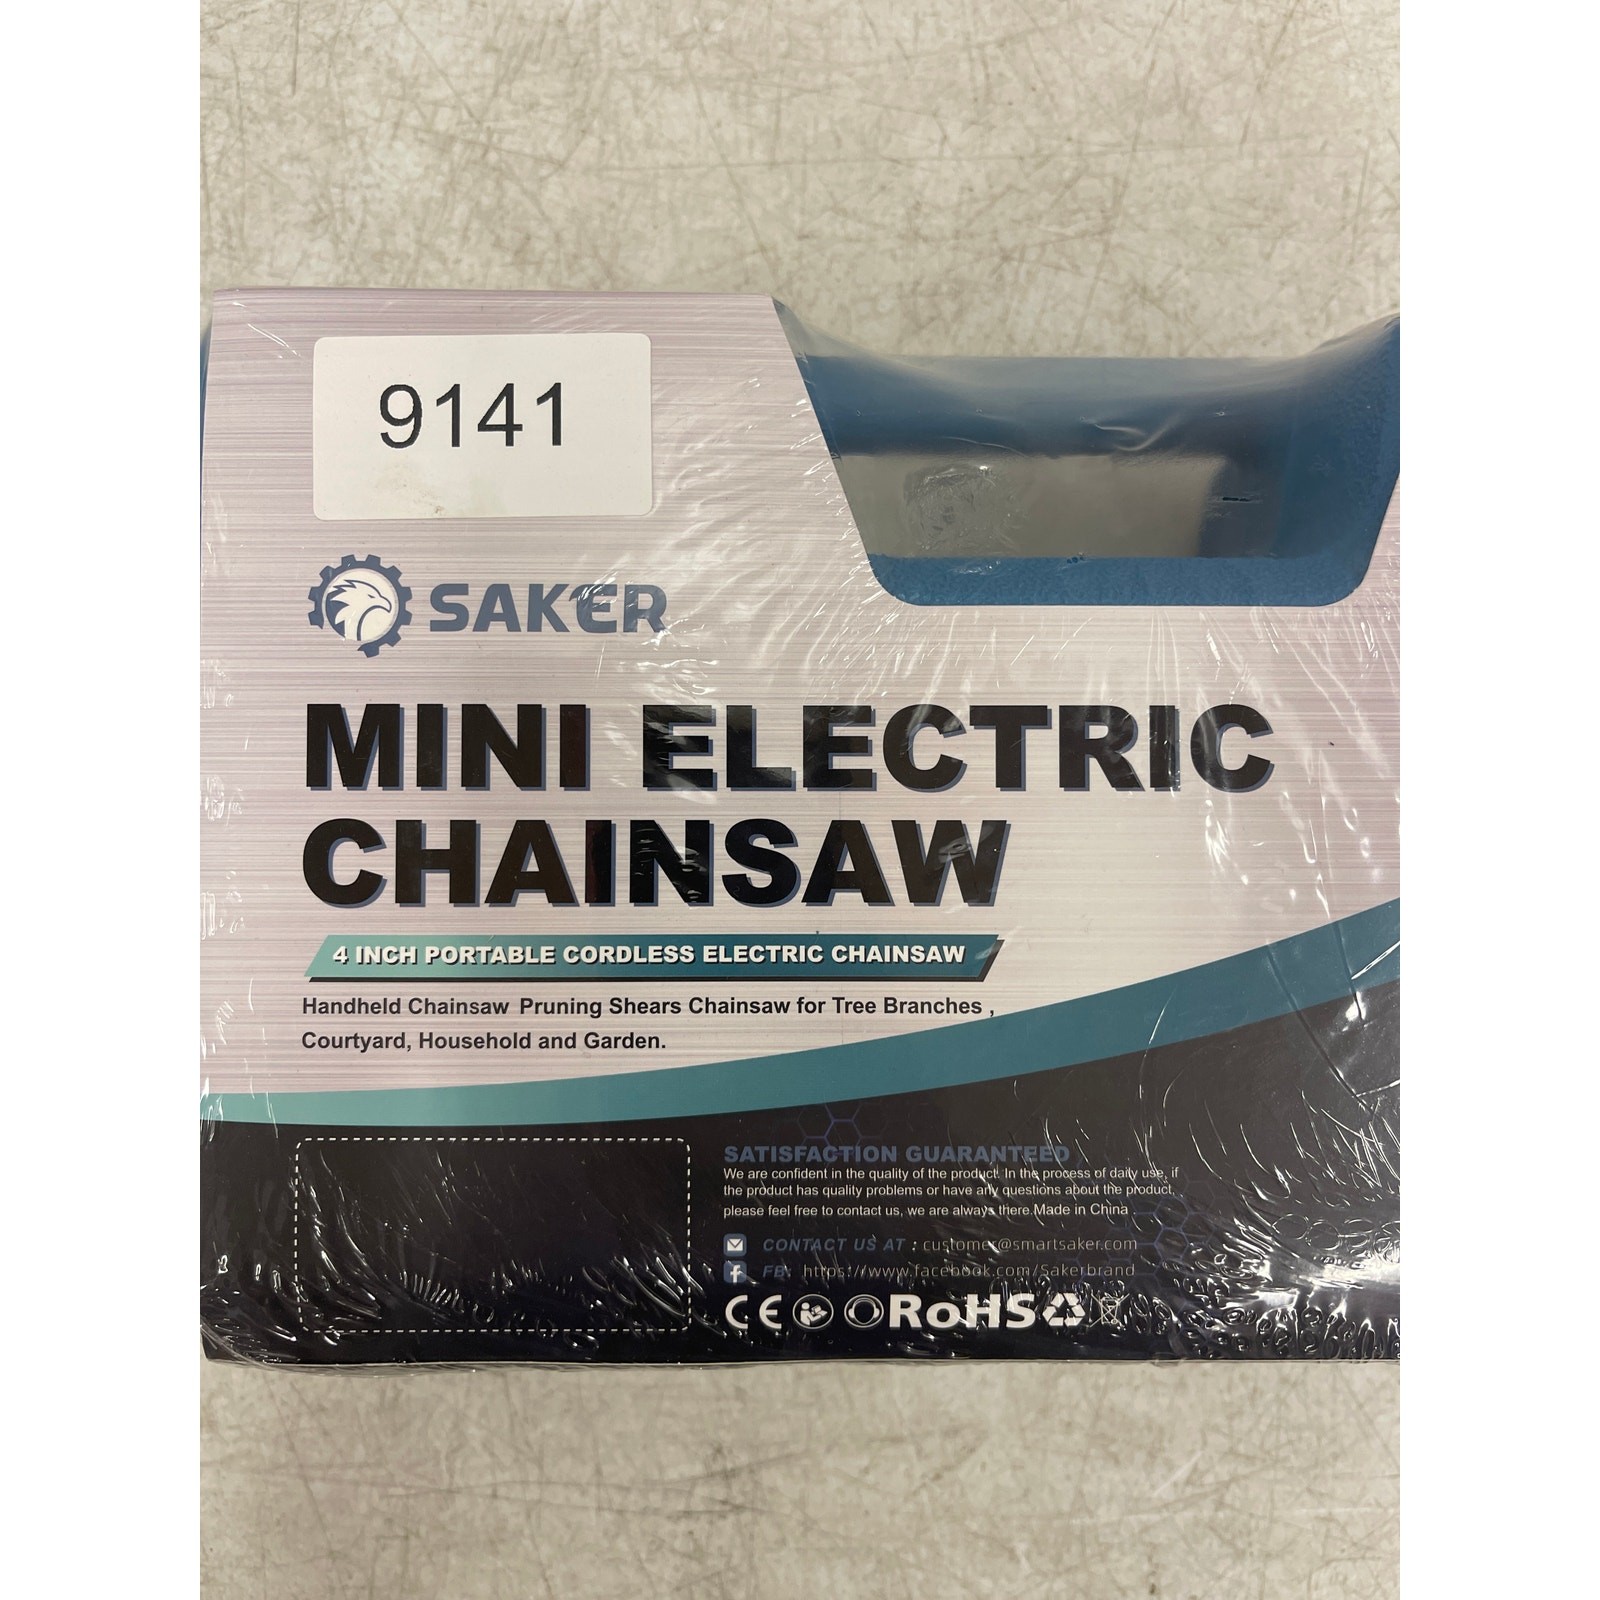 9141
SAKER
MINI ELECTRIC
CHAINSAW
4 INCH PORTABLE CORDLESS ELECTRIC CHAINSAW
Handheld Chainsaw Pruning Shears Chainsaw for Tree Branches ,
Courtyard, Household and Garden.
SATISFACTION GUARANTEED
We are confident in the quality of the product. In the process of daily use, if
the product has quality problems or have any questions about the product,
please feel free to contact us, we are always there.Made in China .
CONTACT US AT : customer@smartsaker.com
FB: https://www.facebook.com/Sakerbrand
CE RoHS